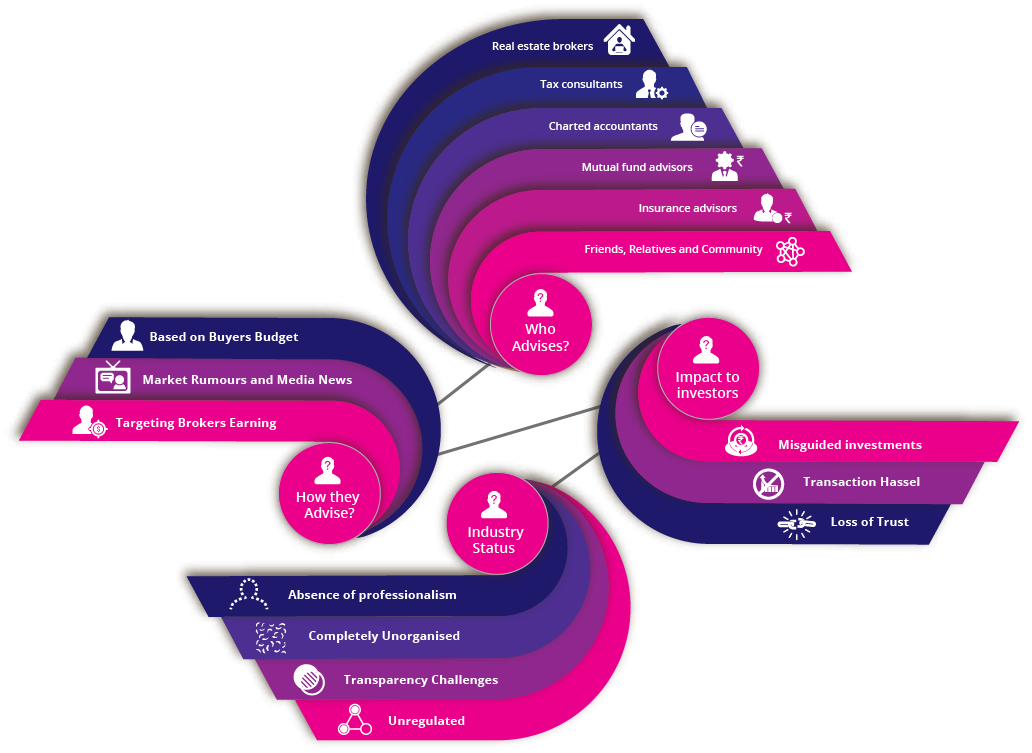 Real estate brokers
Tax consultants
Charted accountants
Mutual fund advisors
₹
Insurance advisors
₹
Friends, Relatives and Community
?
Who
Advises?
Based on Buyers Budget
Market Rumours and Media News
Targeting Brokers Earning
$
?
How they
Advise?
?
Impact to
investors
₹
Misguided investments
Transaction Hassel
Loss of Trust
?
Industry
Status
Absence of professionalism
Completely Unorganised
Transparency Challenges
Unregulated